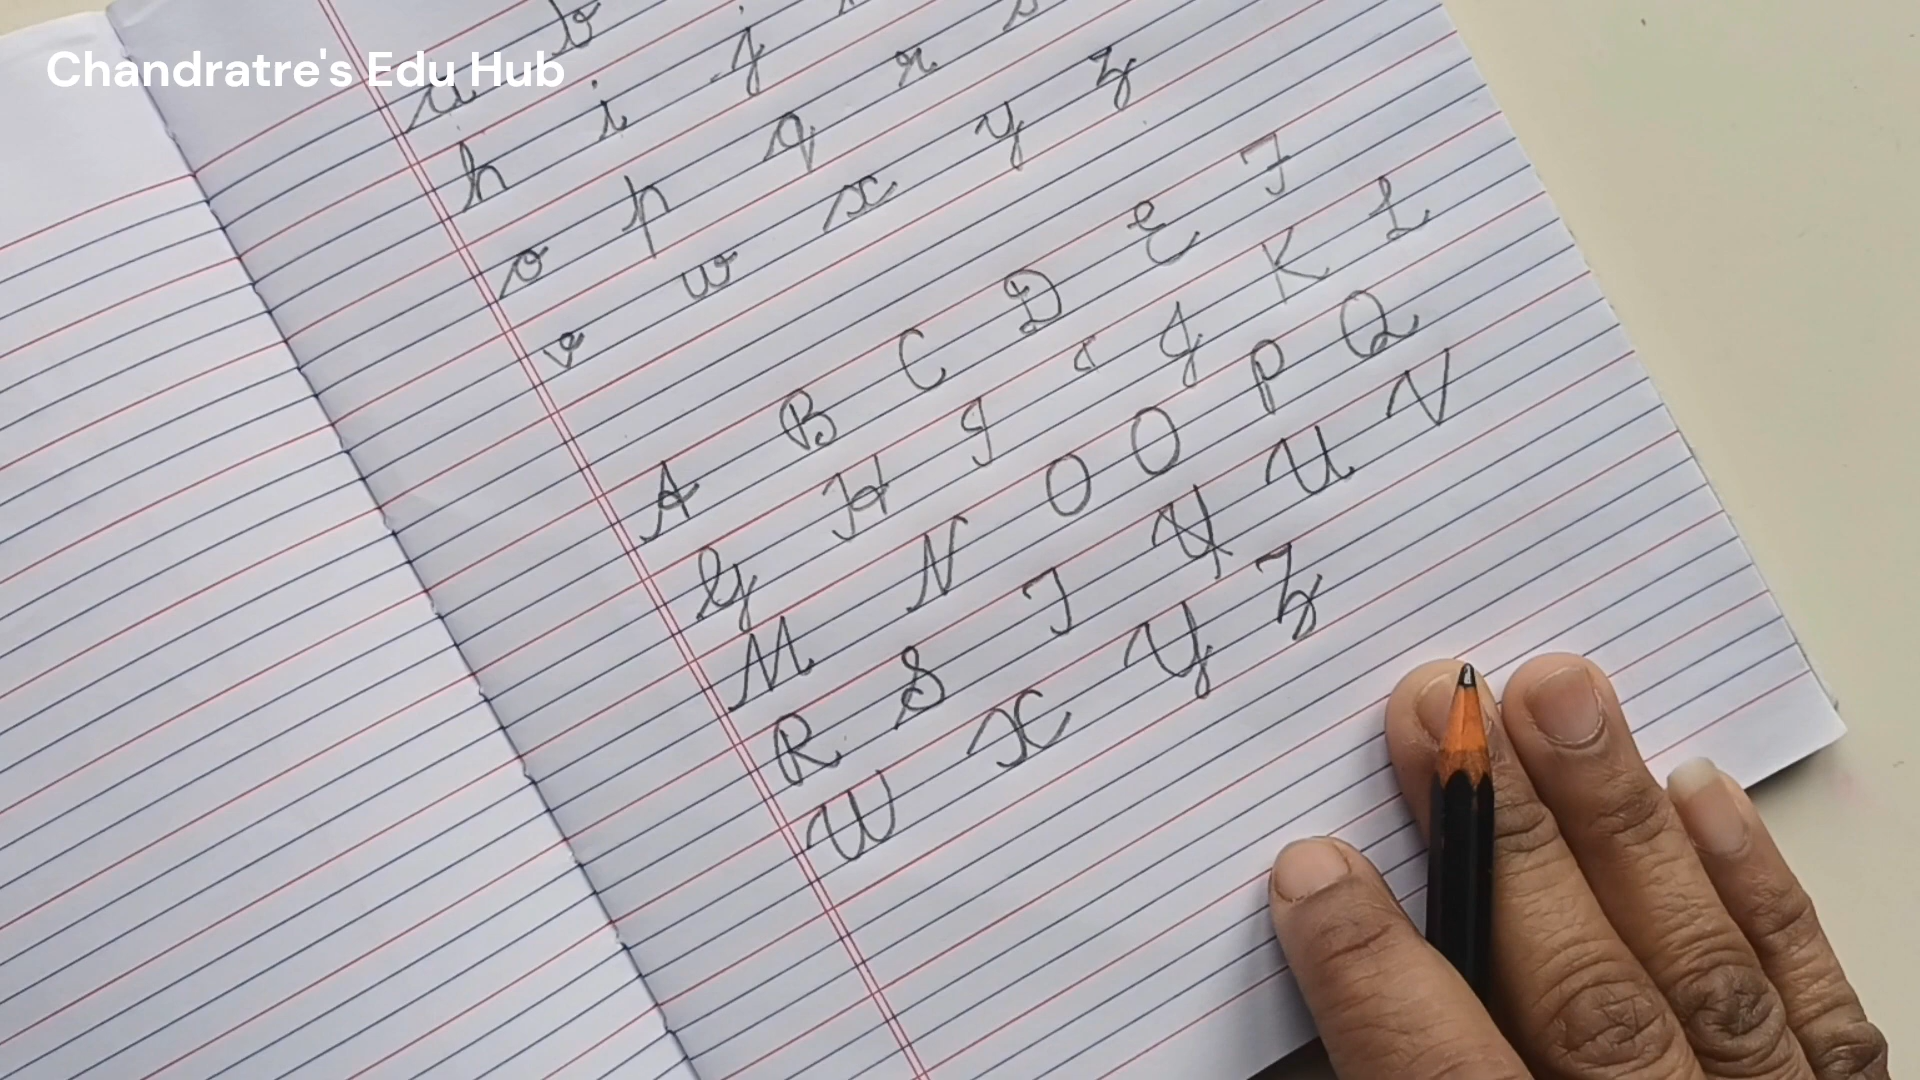 Chandratre's Edu Hub
a b
h i j
o p q r s
v w x y z
A B C D E F
G H I J K L
M N O O P Q
R S T U V
W X Y Z